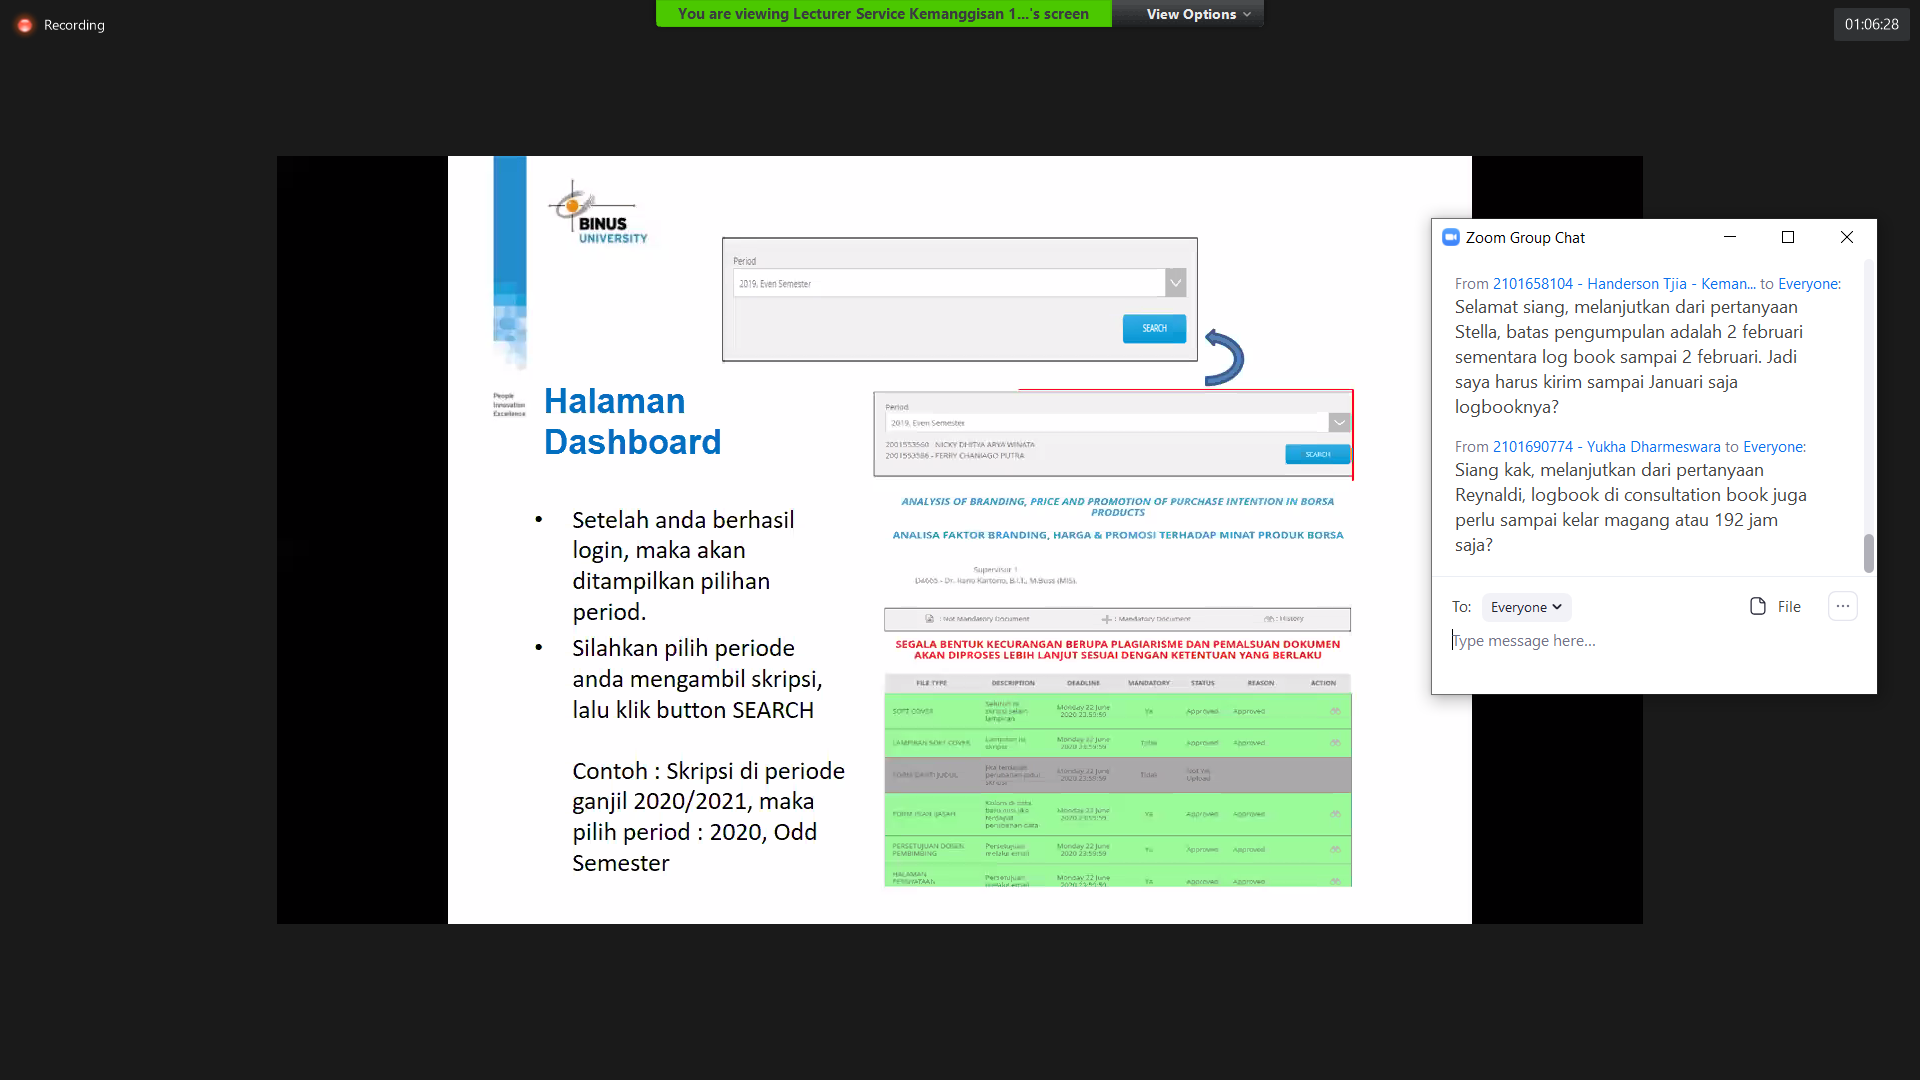 Recording
You are viewing Lecturer Service Kemanggisan 1...'s screen
View Options
01:06:28
BINUS
UNIVERSITY
People
Innovation
Excellence
Period
2019, Even Semester
SEARCH
Halaman
Dashboard
• Setelah anda berhasil
login, maka akan
ditampilkan pilihan
period.
• Silahkan pilih periode
anda mengambil skripsi,
lalu klik button SEARCH
Contoh : Skripsi di periode
ganjil 2020/2021, maka
pilih period : 2020, Odd
Semester
Period
2019, Even Semester
2001553560 - NICKY DHITYA ARYA WINATA
2001553586 - FERRY CHANIAGO PUTRA
SEARCH
ANALYSIS OF BRANDING, PRICE AND PROMOTION OF PURCHASE INTENTION IN BORSA
PRODUCTS
ANALISA FAKTOR BRANDING, HARGA & PROMOSI TERHADAP MINAT PRODUK BORSA
Supervisor 1
: Not Mandatory Document
: Mandatory Document
: History
SEGALA BENTUK KECURANGAN BERUPA PLAGIARISME DAN PEMALSUAN DOKUMEN
AKAN DIPROSES LEBIH LANJUT SESUAI DENGAN KETENTUAN YANG BERLAKU
FILE TYPE DESCRIPTION DEADLINE MANDATORY STATUS REASON ACTION
SOFT COVER Seluruh isi skripsi selain lampiran Monday 22 June 2020 23:59:59 Ya Approved Approved
LAMPIRAN SOFT COVER Lampiran isi skripsi Monday 22 June 2020 23:59:59 Tidak Approved Approved
FORM GANTI JUDUL Jika terdapat perubahan judul skripsi Monday 22 June 2020 23:59:59 Tidak Not Yet Upload
FORM ISIAN IJASAH Monday 22 June 2020 23:59:59 Ya Approved Approved
PERSETUJUAN DOSEN PEMBIMBING Persetujuan melalui email Monday 22 June 2020 23:59:59 Ya Approved Approved
HALAMAN PERNYATAAN Persetujuan melalui email Monday 22 June 2020 23:59:59 Ya Approved Approved
Zoom Group Chat
From 2101658104 - Handerson Tjia - Keman... to Everyone:
Selamat siang, melanjutkan dari pertanyaan
Stella, batas pengumpulan adalah 2 februari
sementara log book sampai 2 februari. Jadi
saya harus kirim sampai Januari saja
logbooknya?
From 2101690774 - Yukha Dharmeswara to Everyone:
Siang kak, melanjutkan dari pertanyaan
Reynaldi, logbook di consultation book juga
perlu sampai kelar magang atau 192 jam
saja?
To: Everyone
File
...
Type message here...